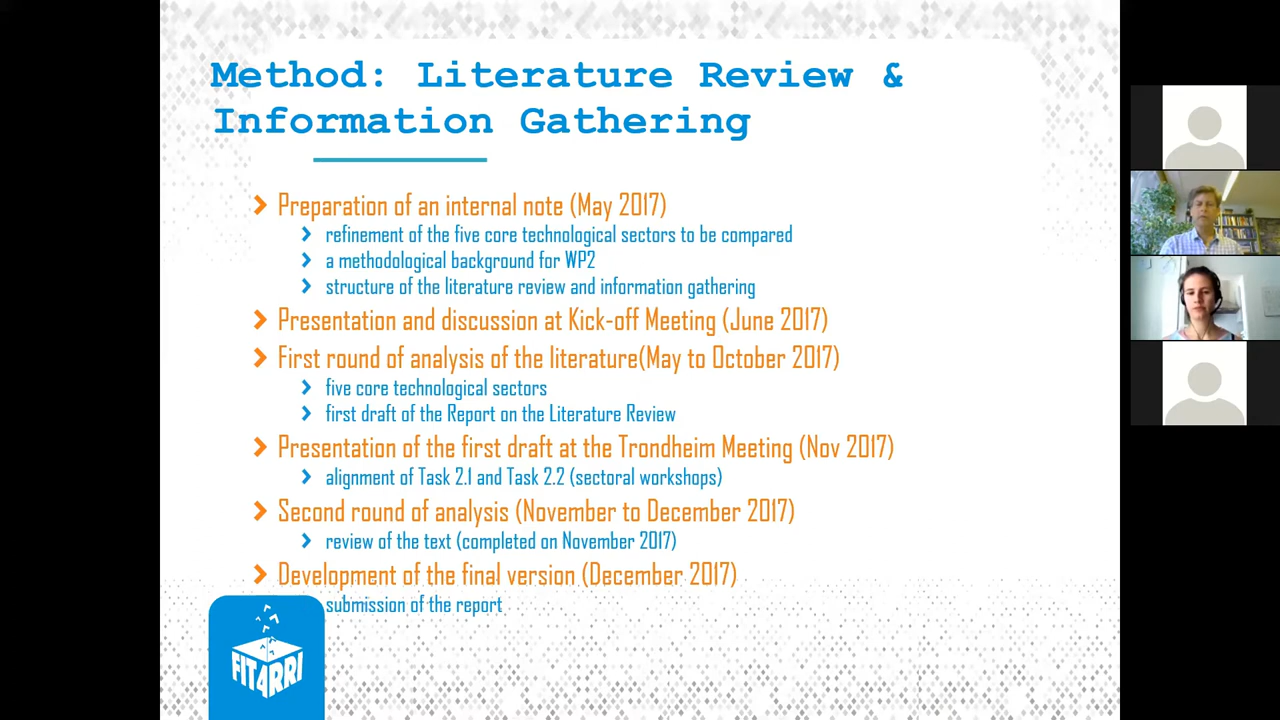 Method: Literature Review &
Information Gathering
Preparation of an internal note (May 2017)
refinement of the five core technological sectors to be compared
a methodological background for WP2
structure of the literature review and information gathering
Presentation and discussion at Kick-off Meeting (June 2017)
First round of analysis of the literature(May to October 2017)
five core technological sectors
first draft of the Report on the Literature Review
Presentation of the first draft at the Trondheim Meeting (Nov 2017)
alignment of Task 2.1 and Task 2.2 (sectoral workshops)
Second round of analysis (November to December 2017)
review of the text (completed on November 2017)
Development of the final version (December 2017)
submission of the report
FIT4RRI